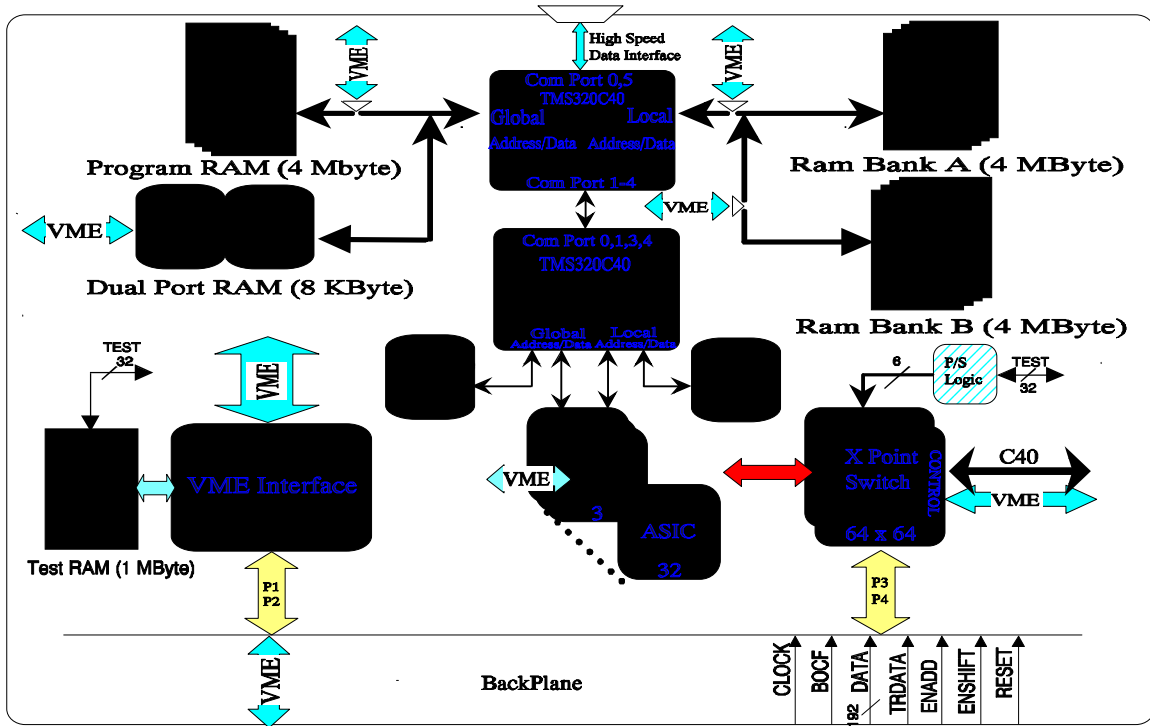 High Speed
Data Interface
VME
VME
Com Port 0,5
TMS320C40
Global
Local
Address/Data
Address/Data
Com Port 1-4
Program RAM (4 Mbyte)
Ram Bank A (4 MByte)
VME
VME
Com Port 0,1,3,4
TMS320C40
Dual Port RAM (8 KByte)
Global
Local
Address/Data
Address/Data
Ram Bank B (4 MByte)
TEST
32
VME
6
P/S
Logic
TEST
32
VME Interface
VME
3
ASIC
32
X Point
Switch
64 x 64
CONTROL
C40
VME
Test RAM (1 MByte)
P1
P2
P3
P4
VME
BackPlane
CLOCK
BOCF
DATA
192
TRDATA
ENADD
ENSHIFT
RESET